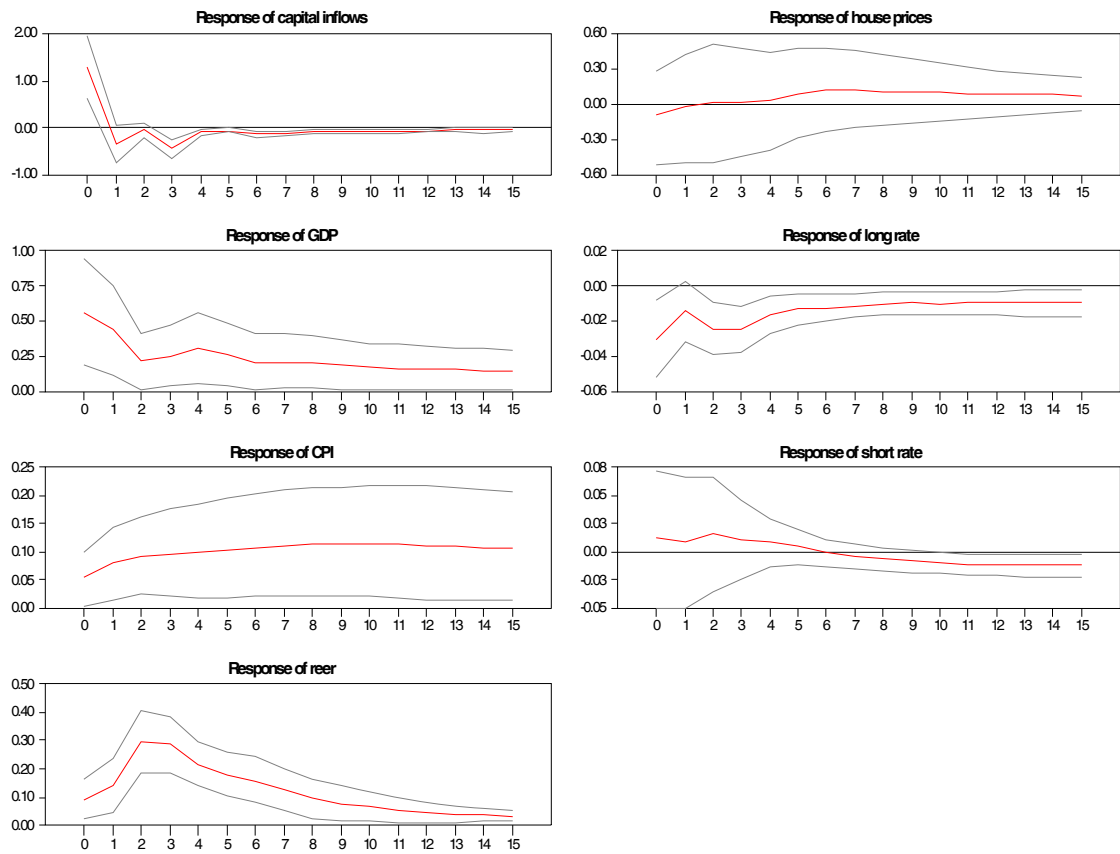 Response of capital inflows
2.00
1.00
0.00
-1.00
0 1 2 3 4 5 6 7 8 9 10 11 12 13 14 15
Response of house prices
0.60
0.30
0.00
-0.30
-0.60
0 1 2 3 4 5 6 7 8 9 10 11 12 13 14 15
Response of GDP
1.00
0.75
0.50
0.25
0.00
0 1 2 3 4 5 6 7 8 9 10 11 12 13 14 15
Response of long rate
0.02
0.00
-0.02
-0.04
-0.06
0 1 2 3 4 5 6 7 8 9 10 11 12 13 14 15
Response of CPI
0.25
0.20
0.15
0.10
0.05
0.00
0 1 2 3 4 5 6 7 8 9 10 11 12 13 14 15
Response of short rate
0.08
0.05
0.03
0.00
-0.03
-0.05
0 1 2 3 4 5 6 7 8 9 10 11 12 13 14 15
Response of reer
0.50
0.40
0.30
0.20
0.10
0.00
0 1 2 3 4 5 6 7 8 9 10 11 12 13 14 15